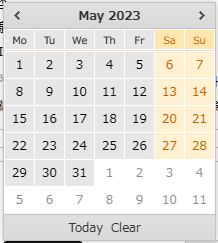 < May 2023 >
Mo Tu We Th Fr Sa Su
1 2 3 4 5 6 7
8 9 10 11 12 13 14
15 16 17 18 19 20 21
22 23 24 25 26 27 28
29 30 31 1 2 3 4
5 6 7 8 9 10 11
Today Clear